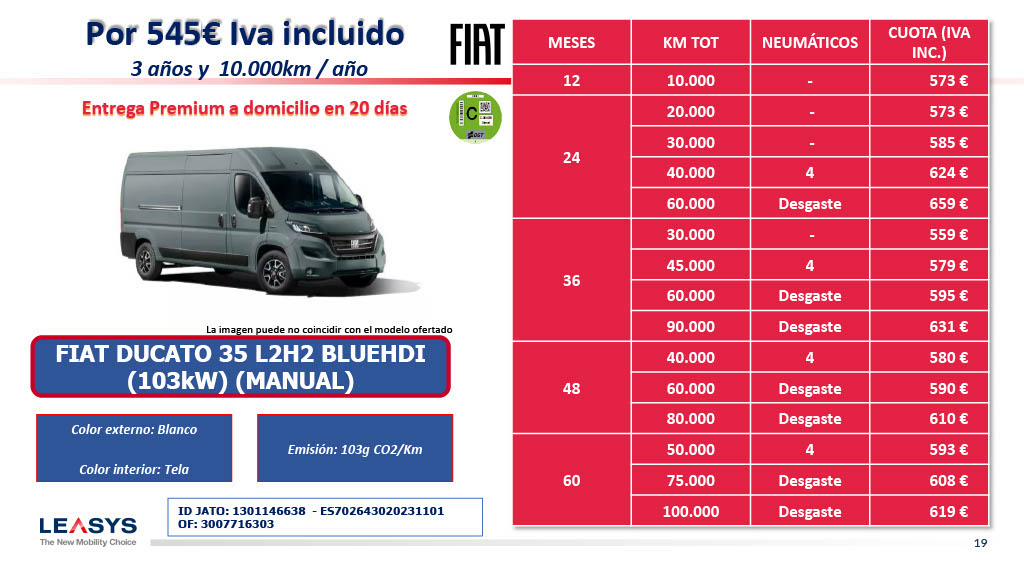 Por 545€ Iva incluido
3 años y 10.000km / año
Entrega Premium a domicilio en 20 días
FIAT
C
DGT
La imagen puede no coincidir con el modelo ofertado
FIAT DUCATO 35 L2H2 BLUEHDI
(103kW) (MANUAL)
Color externo: Blanco
Color interior: Tela
Emisión: 103g CO2/Km
ID JATO: 1301146638 - ES702643020231101
OF: 3007716303
LEASYS
The New Mobility Choice
MESES KM TOT NEUMÁTICOS CUOTA (IVA
INC.)
12 10.000 - 573 €
24
20.000 - 573 €
30.000 - 585 €
40.000 4 624 €
60.000 Desgaste 659 €
36
30.000 - 559 €
45.000 4 579 €
60.000 Desgaste 595 €
90.000 Desgaste 631 €
48
40.000 4 580 €
60.000 Desgaste 590 €
80.000 Desgaste 610 €
60
50.000 4 593 €
75.000 Desgaste 608 €
100.000 Desgaste 619 €
19